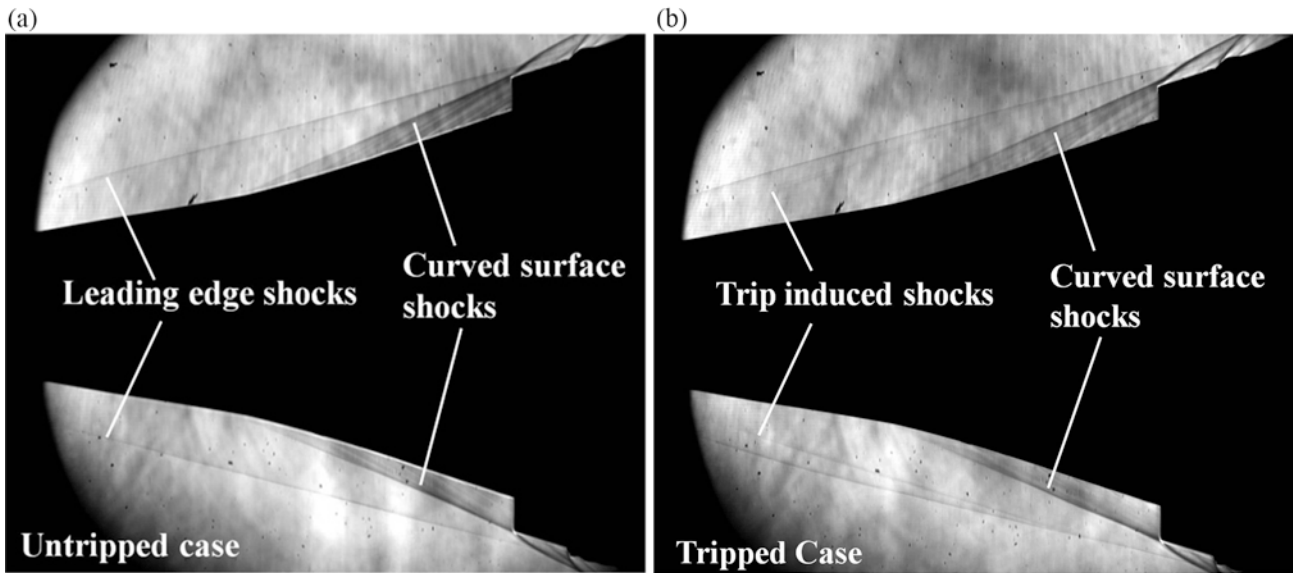 (a)
Leading edge shocks
Curved surface
shocks
Untripped case
(b)
Trip induced shocks
Curved surface
shocks
Tripped Case